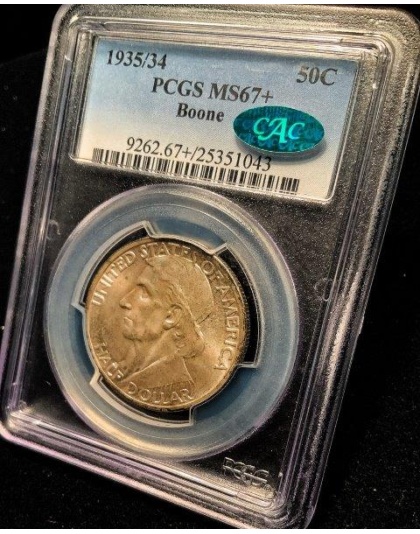 1935/34 50C
PCGS MS67+
Boone
CAC
9262.67+/25351043
UNITED STATES OF AMERICA
HALF DOLLAR
PCGS